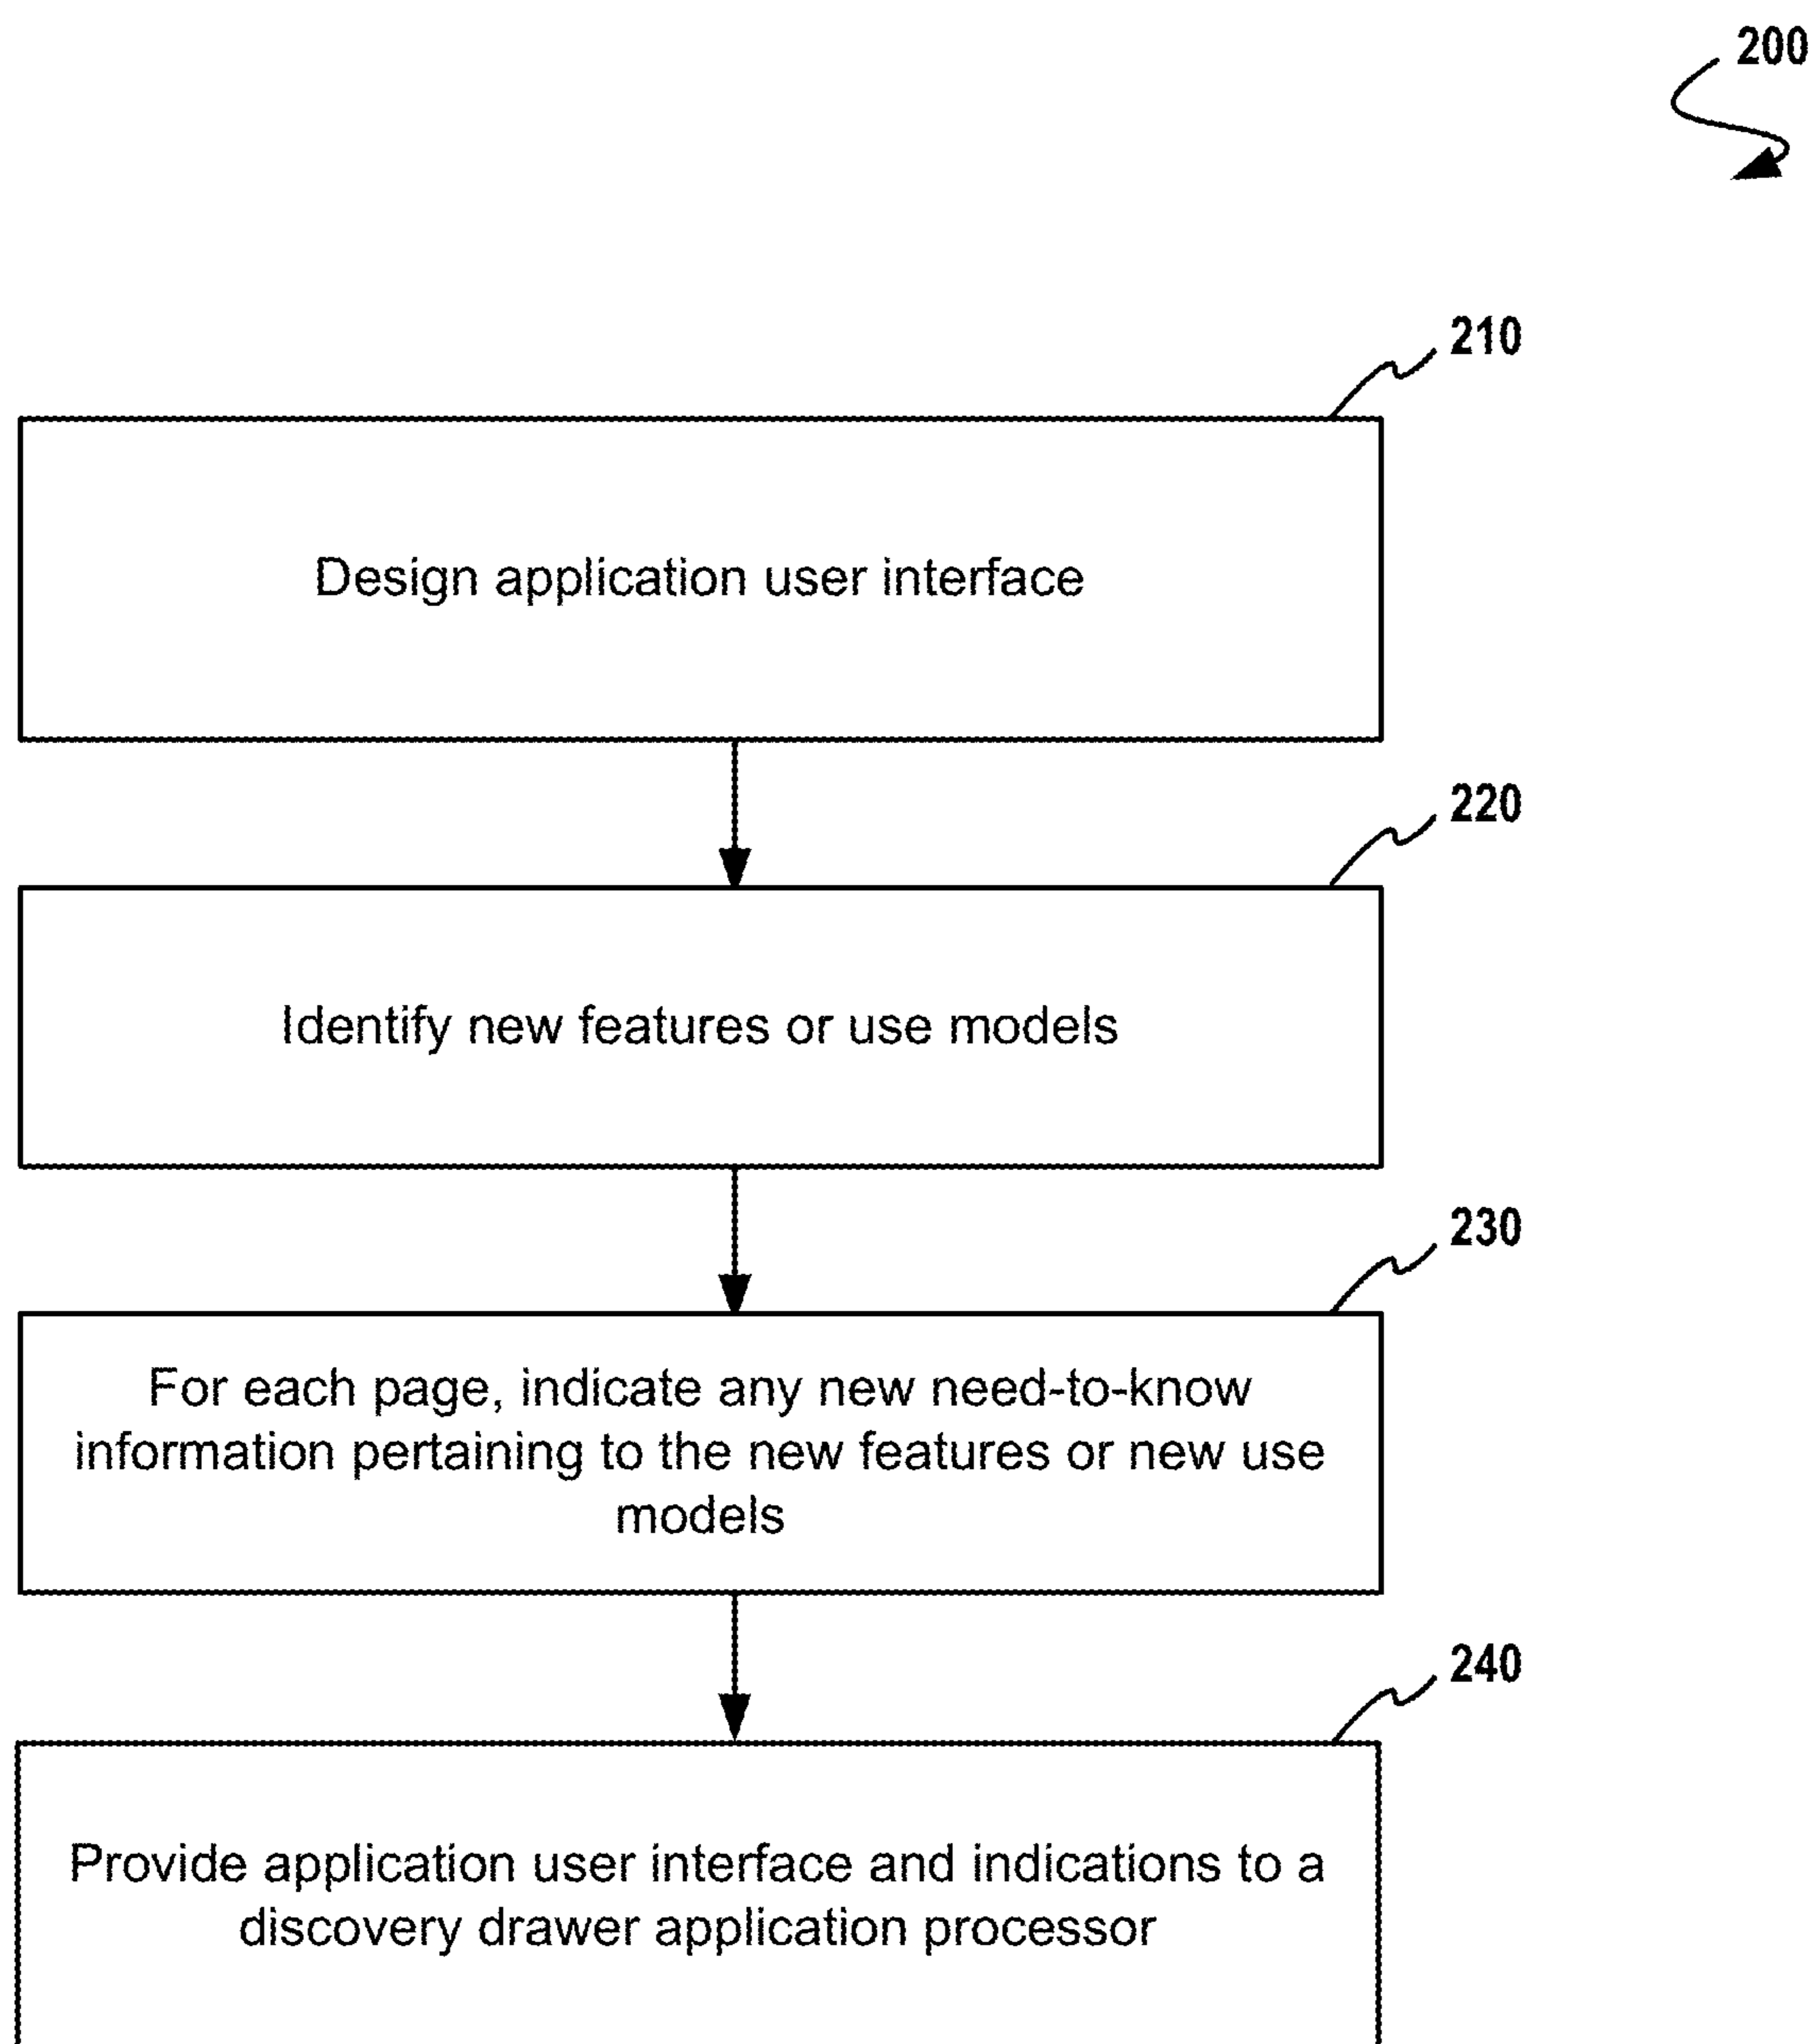 200
210
Design application user interface
220
Identify new features or use models
230
For each page, indicate any new need-to-know
information pertaining to the new features or new use
models
240
Provide application user interface and indications to a
discovery drawer application processor